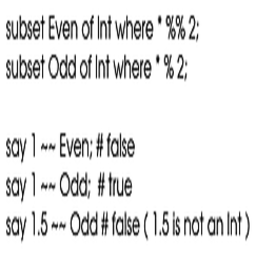 subset Even of Int where * %% 2;
subset Odd of Int where * % 2;
say 1 ~~ Even; # false
say 1 ~~ Odd; # true
say 1.5 ~~ Odd # false ( 1.5 is not an Int )